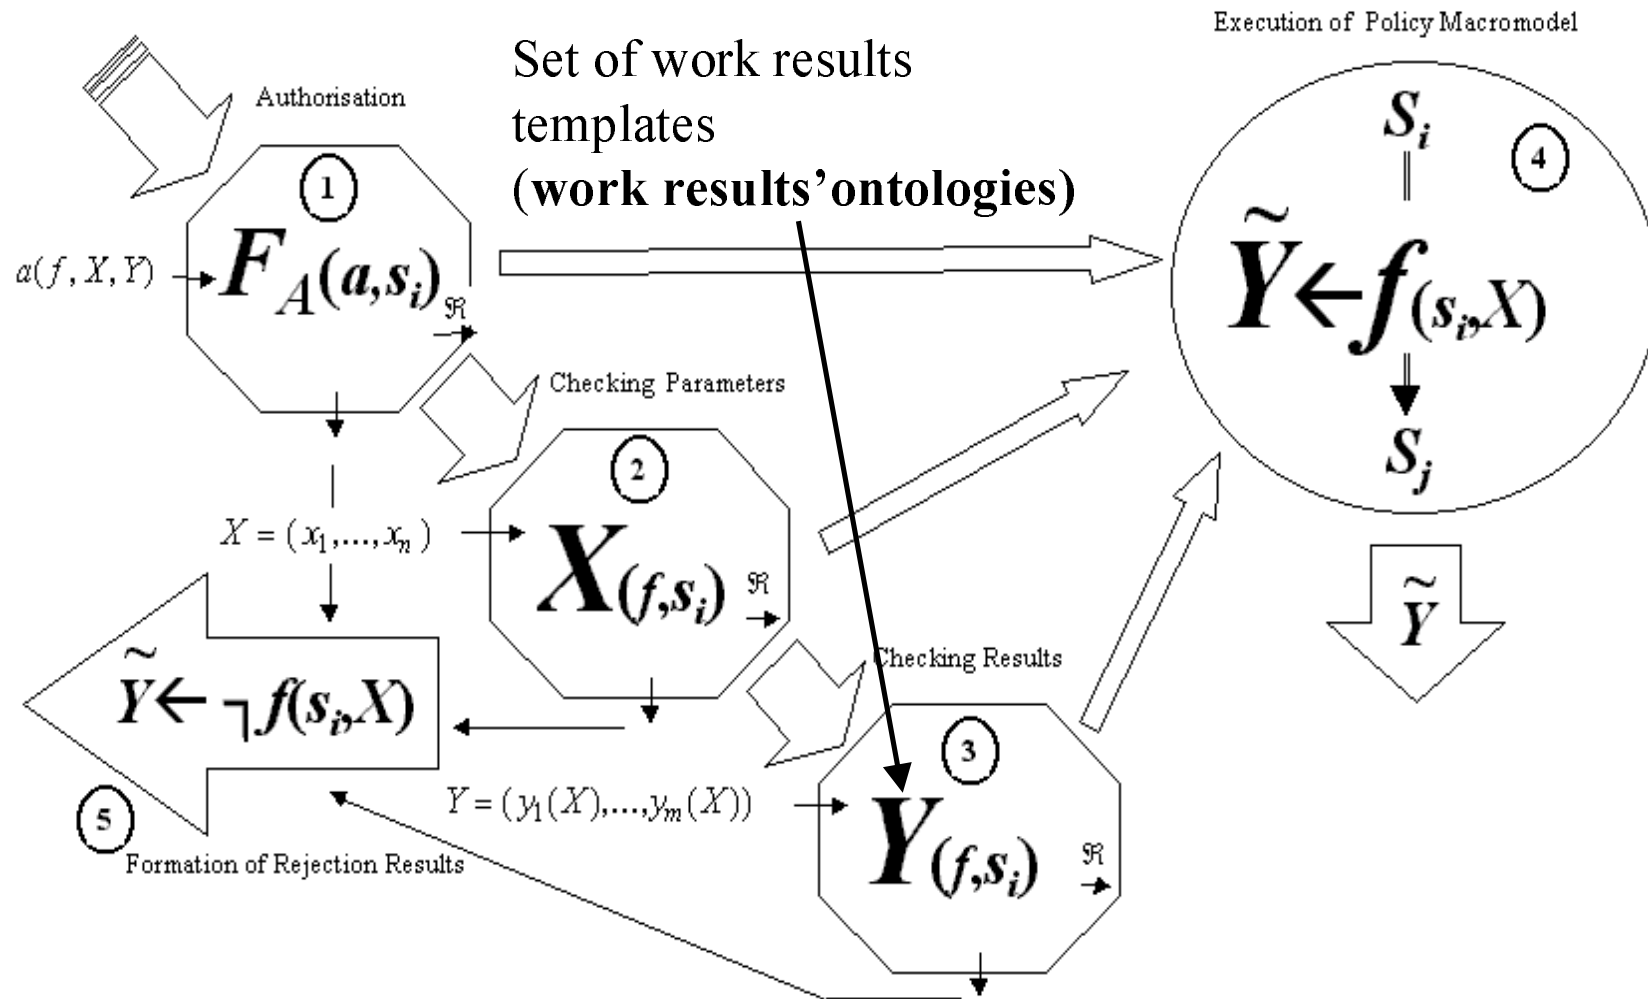 Execution of Policy Macromodel
Set of work results
templates
(work results’ontologies)
Authorisation
1
a(f, X, Y)
F_A(a,s_i)
ℜ
S_i
4
Ỹ←f(s_i,X)
S_j
Ỹ
Checking Parameters
2
X = (x_1,...,x_n)
X(f,s_i)
ℜ
Checking Results
Ỹ← ¬f(s_i,X)
3
Y = (y_1(X),...,y_m(X))
Y(f,s_i)
ℜ
5
Formation of Rejection Results